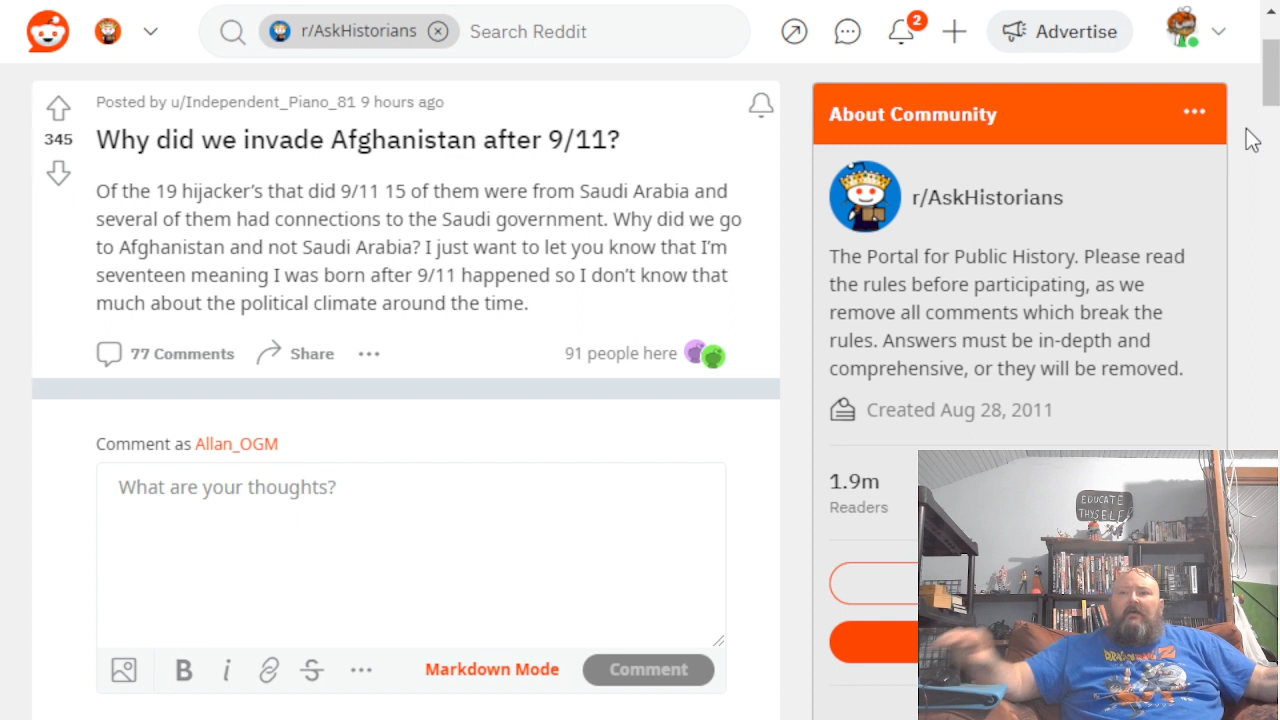 r/AskHistorians
Search Reddit
2
Advertise
Posted by u/Independent_Piano_81 9 hours ago
345
Why did we invade Afghanistan after 9/11?
Of the 19 hijacker's that did 9/11 15 of them were from Saudi Arabia and
several of them had connections to the Saudi government. Why did we go
to Afghanistan and not Saudi Arabia? I just want to let you know that I'm
seventeen meaning I was born after 9/11 happened so I don't know that
much about the political climate around the time.
77 Comments
Share
91 people here
Comment as Allan_OGM
What are your thoughts?
B
i
S
Markdown Mode
Comment
About Community
r/AskHistorians
The Portal for Public History. Please read
the rules before participating, as we
remove all comments which break the
rules. Answers must be in-depth and
comprehensive, or they will be removed.
Created Aug 28, 2011
1.9m
Readers
EDUCATE
THYSELF